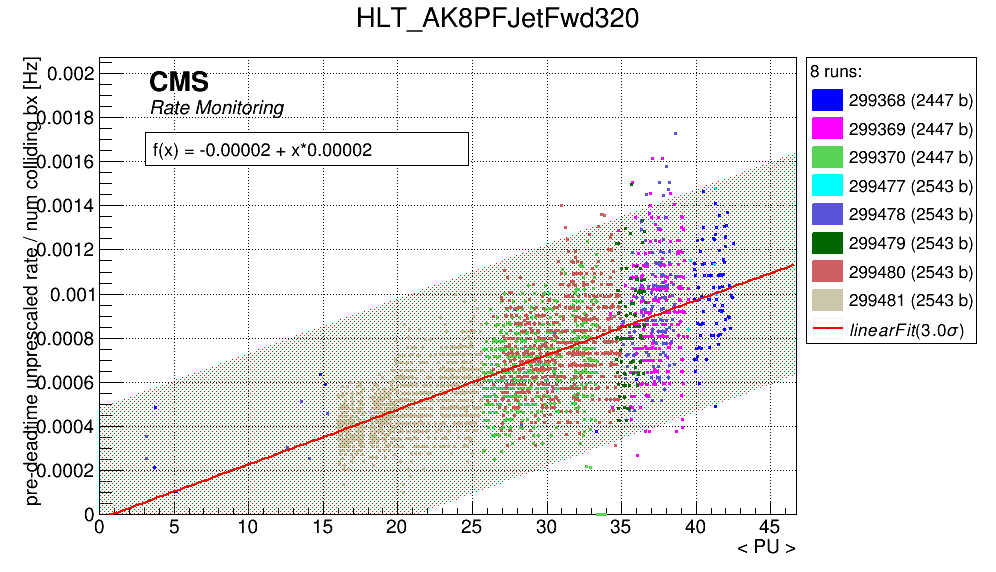 HLT_AK8PFJetFwd320
pre-deadtime unprescaled rate / num colliding bx [Hz]
0.002
0.0018
0.0016
0.0014
0.0012
0.001
0.0008
0.0006
0.0004
0.0002
0
CMS
Rate Monitoring
f(x) = -0.00002 + x*0.00002
0 5 10 15 20 25 30 35 40 45
< PU >
8 runs:
299368 (2447 b)
299369 (2447 b)
299370 (2447 b)
299477 (2543 b)
299478 (2543 b)
299479 (2543 b)
299480 (2543 b)
299481 (2543 b)
linearFit(3.0σ)